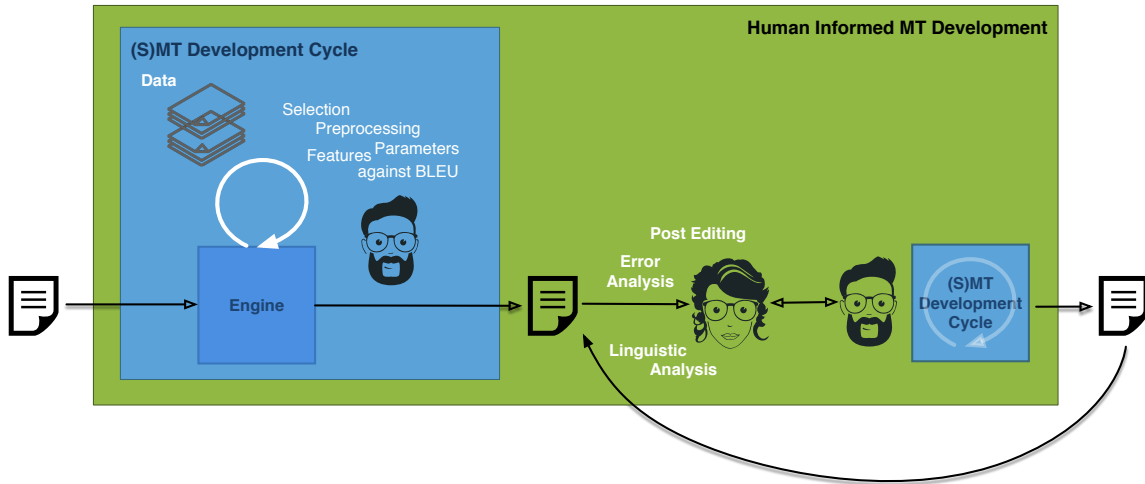 Human Informed MT Development
(S)MT Development Cycle
Data
Selection
Preprocessing
Parameters
Features
against BLEU
Engine
Post Editing
Error
Analysis
Linguistic
Analysis
(S)MT
Development
Cycle